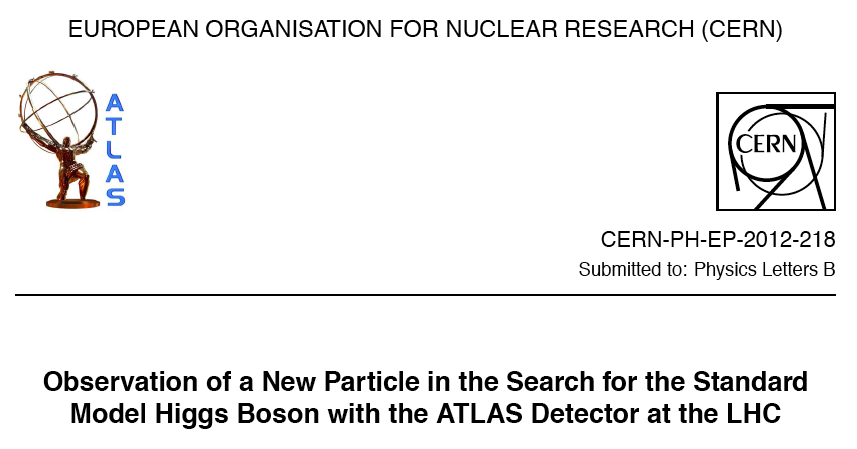 EUROPEAN ORGANISATION FOR NUCLEAR RESEARCH (CERN)
ATLAS
CERN
CERN-PH-EP-2012-218
Submitted to: Physics Letters B
Observation of a New Particle in the Search for the Standard
Model Higgs Boson with the ATLAS Detector at the LHC